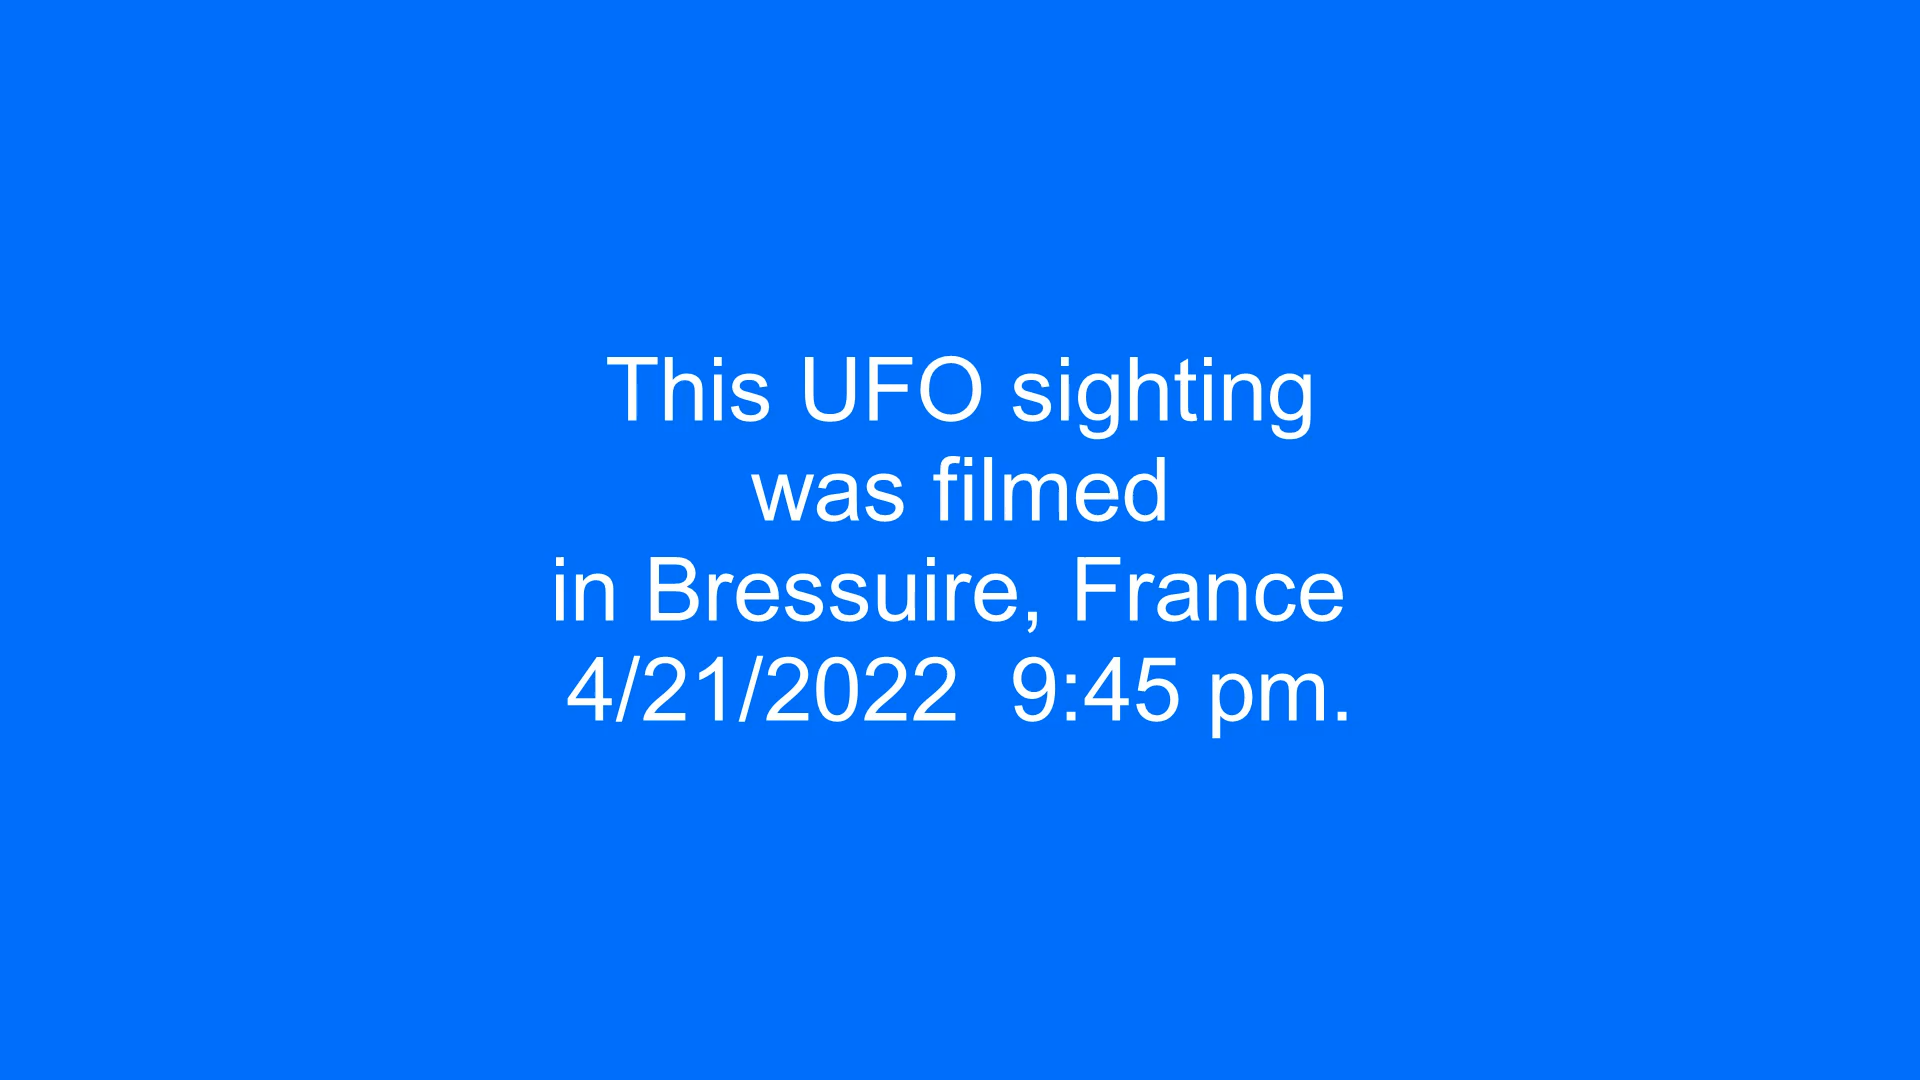 This UFO sighting
was filmed
in Bressuire, France
4/21/2022  9:45 pm.